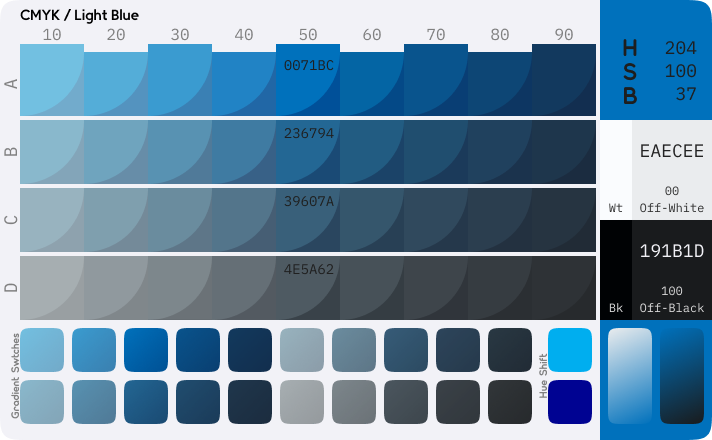 CMYK / Light Blue
10 20 30 40 50 60 70 80 90
A
0071BC
B
236794
C
39607A
D
4E5A62
Gradient Swtches
Hue Shift
H 204
S 100
B 37
EAECEE
00
Wt Off-White
191B1D
100
Bk Off-Black